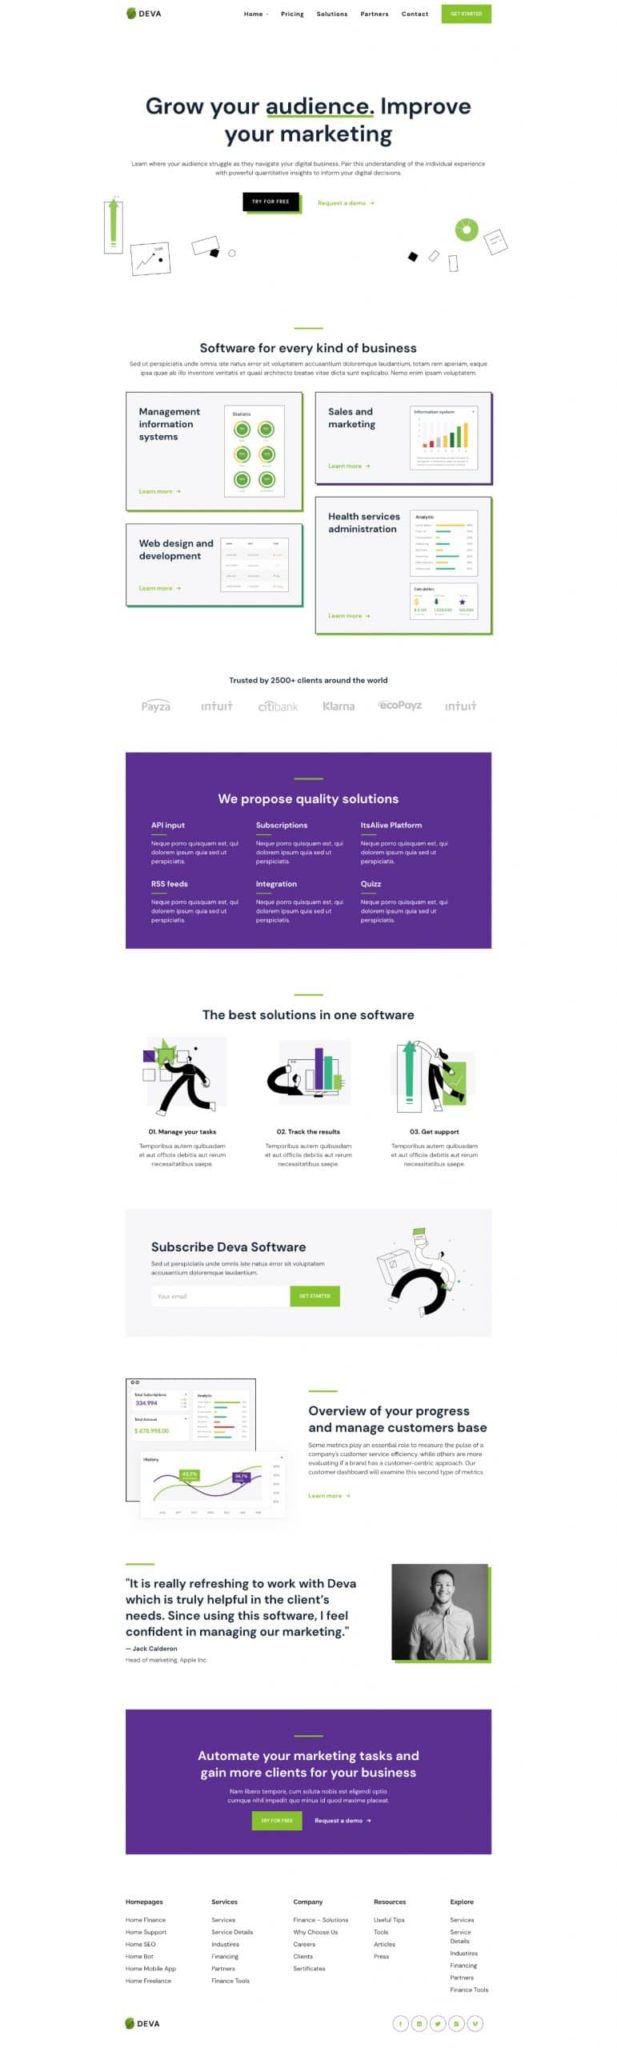 DEVA
Home
Pricing
Solutions
Partners
Contact
GET STARTED
Grow your audience. Improve
your marketing
Learn where your audience struggle as they navigate your digital business. Pair this understanding of the individual experience
with powerful quantitative insights to inform your digital decisions.
TRY FOR FREE
Request a demo →
Software for every kind of business
Sed ut perspiciatis unde omnis iste natus error sit voluptatem accusantium doloremque laudantium, totam rem aperiam, eaque
ipsa quae ab illo inventore veritatis et quasi architecto beatae vitae dicta sunt explicabo. Nemo enim ipsam voluptatem.
Management
information
systems
Statistic
Learn more →
Sales and
marketing
Information system
Learn more →
Web design and
development
Learn more →
Health services
administration
Analytic
Calculation
Learn more →
Trusted by 2500+ clients around the world
Payza
intuit
citibank
Klarna
ecoPayz
intuit
We propose quality solutions
API input
Neque porro quisquam est, qui
dolorem ipsum quia sed ut
perspiciatis.
Subscriptions
Neque porro quisquam est, qui
dolorem ipsum quia sed ut
perspiciatis.
ItsAlive Platform
Neque porro quisquam est, qui
dolorem ipsum quia sed ut
perspiciatis.
RSS feeds
Neque porro quisquam est, qui
dolorem ipsum quia sed ut
perspiciatis.
Integration
Neque porro quisquam est, qui
dolorem ipsum quia sed ut
perspiciatis.
Quizz
Neque porro quisquam est, qui
dolorem ipsum quia sed ut
perspiciatis.
The best solutions in one software
01. Manage your tasks
Temporibus autem quibusdam
et aut officiis debitis aut rerum
necessitatibus saepe.
02. Track the results
Temporibus autem quibusdam
et aut officiis debitis aut rerum
necessitatibus saepe.
03. Get support
Temporibus autem quibusdam
et aut officiis debitis aut rerum
necessitatibus saepe.
Subscribe Deva Software
Sed ut perspiciatis unde omnis iste natus error sit voluptatem
accusantium doloremque laudantium.
Your email
GET STARTED
Total Subscriptions
334.994
Total Amount
$ 678.998.00
Analytic
History
Overview of your progress
and manage customers base
Some metrics play an essential role to measure the pulse of a
company's customer service efficiency, while others are more
evaluating if a brand has a customer-centric approach. Our
customer dashboard will examine this second type of metrics.
Learn more →
"It is really refreshing to work with Deva
which is truly helpful in the client's
needs. Since using this software, I feel
confident in managing our marketing."
— Jack Calderon
Head of marketing, Apple Inc.
Automate your marketing tasks and
gain more clients for your business
Nam libero tempore, cum soluta nobis est eligendi optio
cumque nihil impedit quo minus id quod maxime placeat.
TRY FOR FREE
Request a demo →
Homepages
Home Finance
Home Support
Home SEO
Home Bot
Home Mobile App
Home Freelance
Services
Services
Service Details
Industires
Financing
Partners
Finance Tools
Company
Finance – Solutions
Why Choose Us
Careers
Clients
Sertificates
Resources
Useful Tips
Tools
Articles
Press
Explore
Services
Service
Details
Industires
Financing
Partners
Finance Tools
DEVA